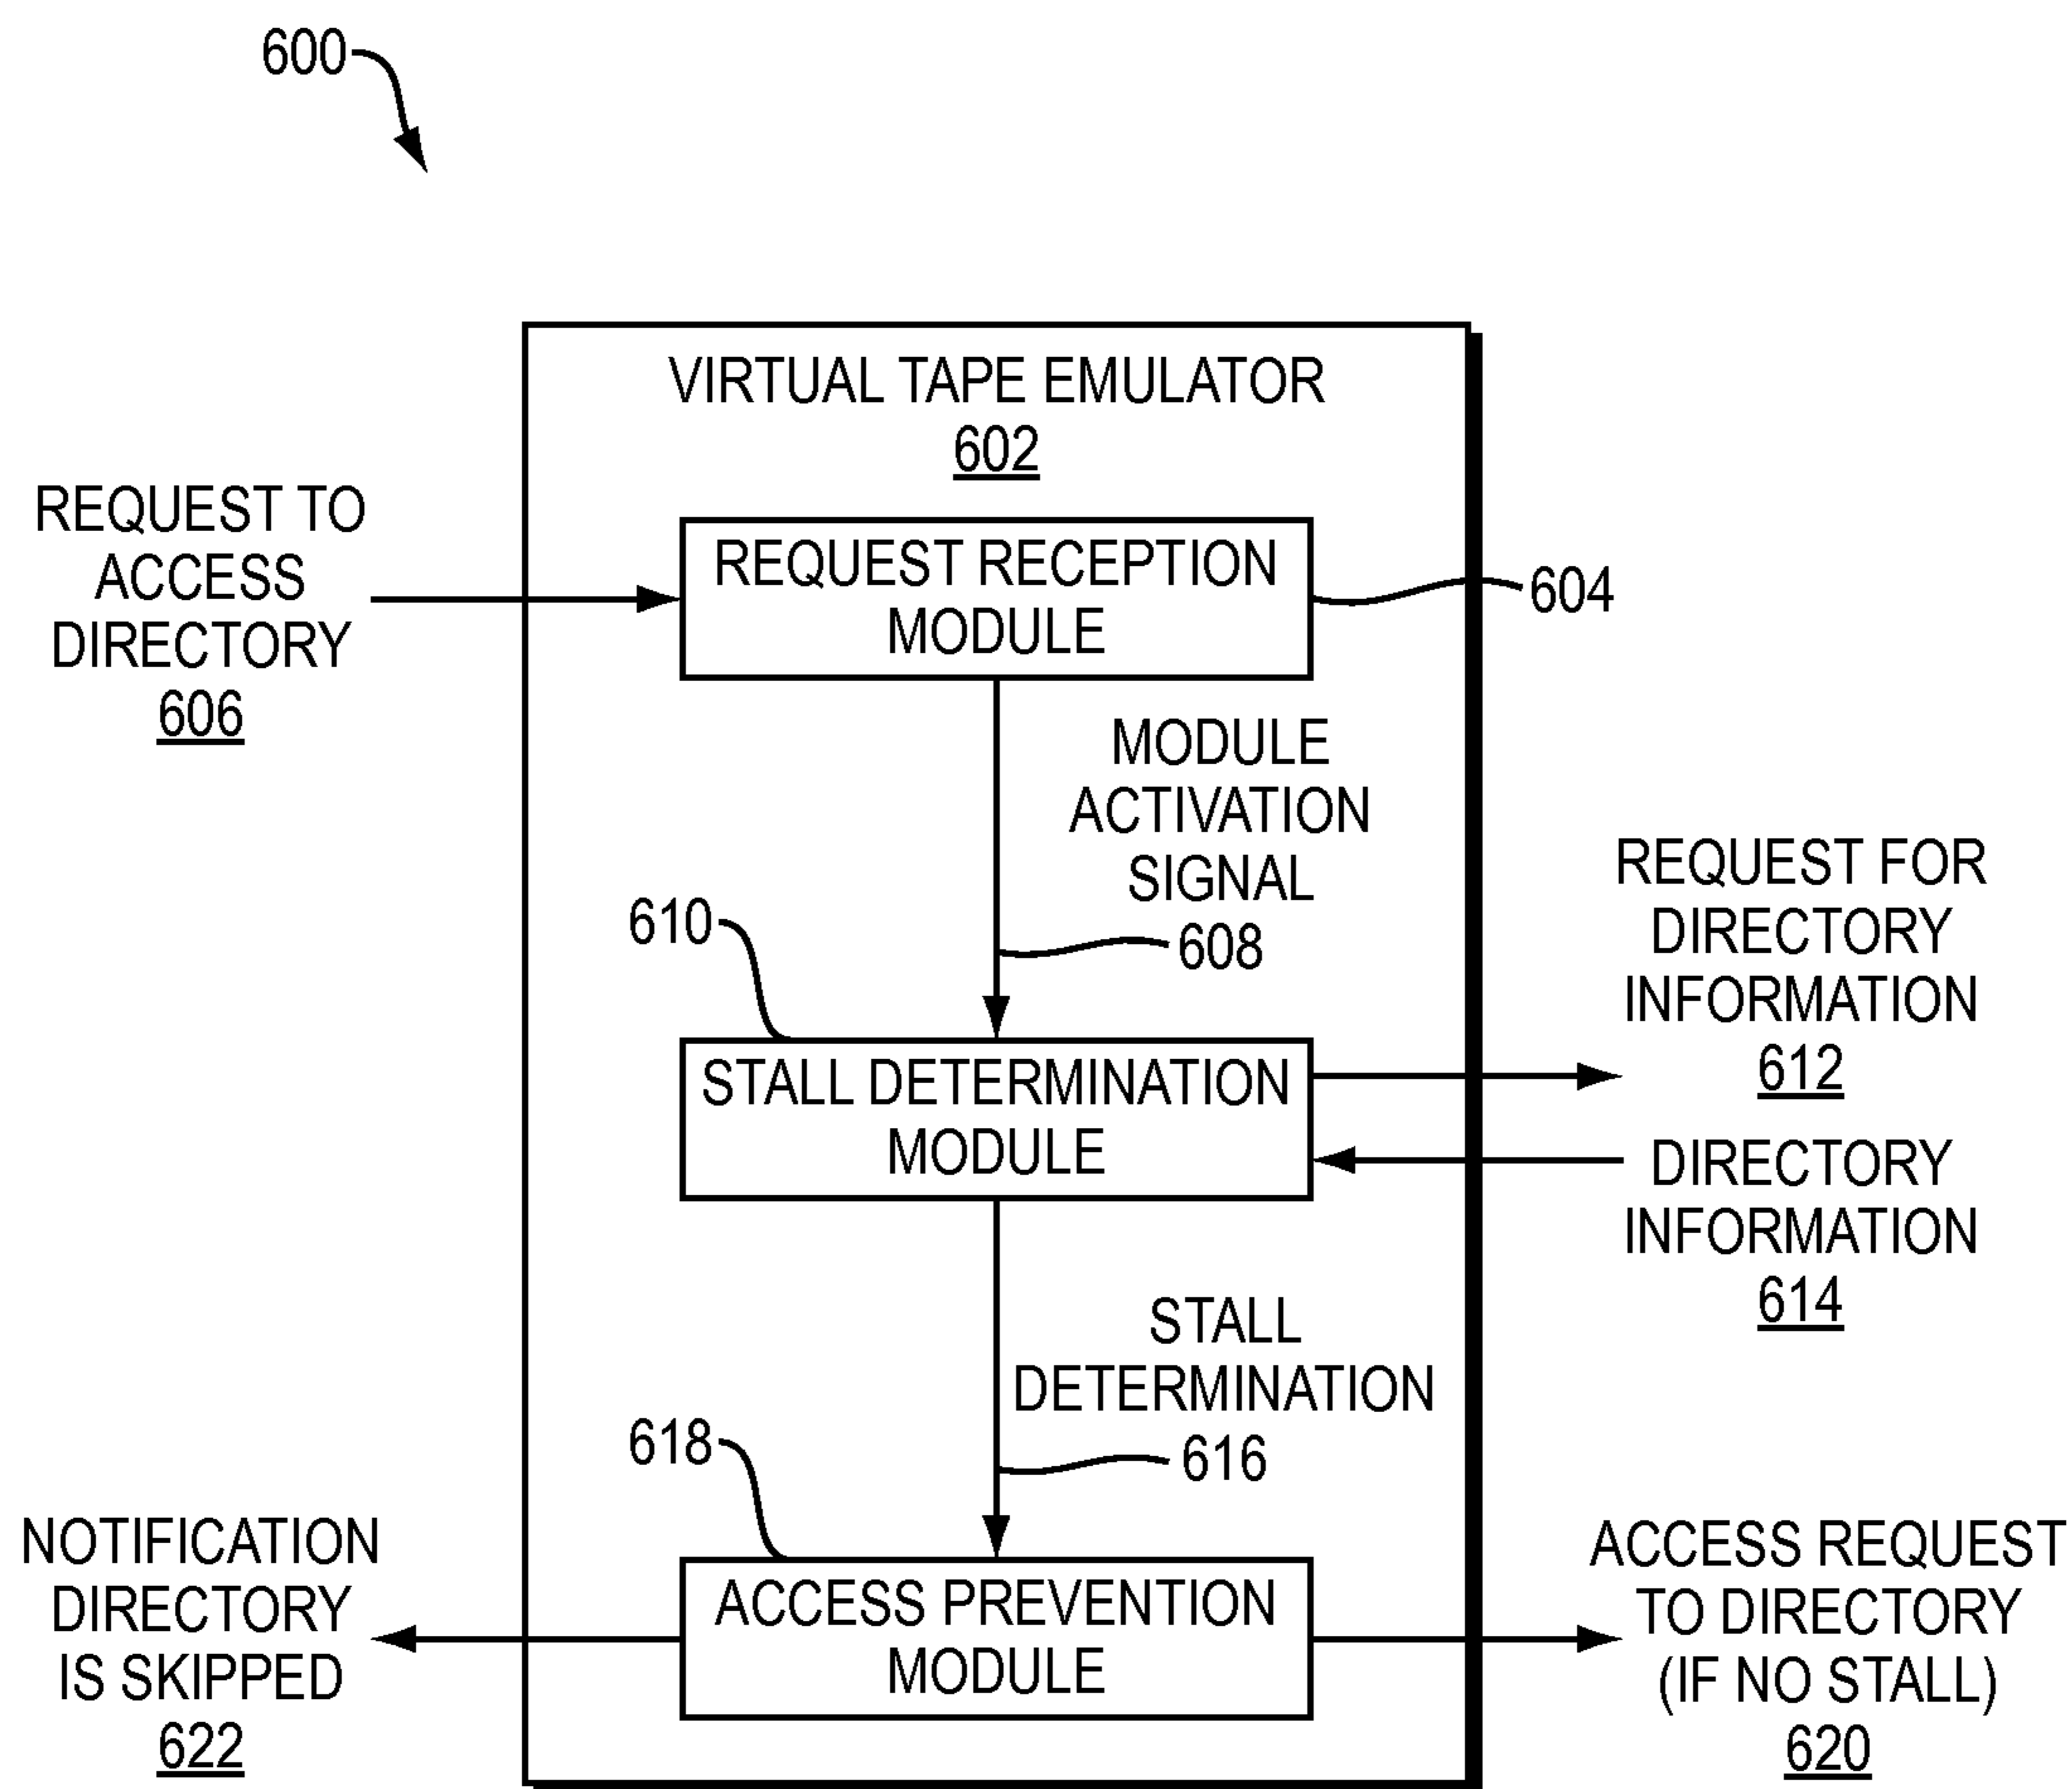 600
VIRTUAL TAPE EMULATOR
602
REQUEST TO
ACCESS
DIRECTORY
606
REQUEST RECEPTION
MODULE
604
MODULE
ACTIVATION
SIGNAL
608
610
REQUEST FOR
DIRECTORY
INFORMATION
612
STALL DETERMINATION
MODULE
DIRECTORY
INFORMATION
614
STALL
DETERMINATION
616
618
NOTIFICATION
DIRECTORY
IS SKIPPED
622
ACCESS PREVENTION
MODULE
ACCESS REQUEST
TO DIRECTORY
(IF NO STALL)
620